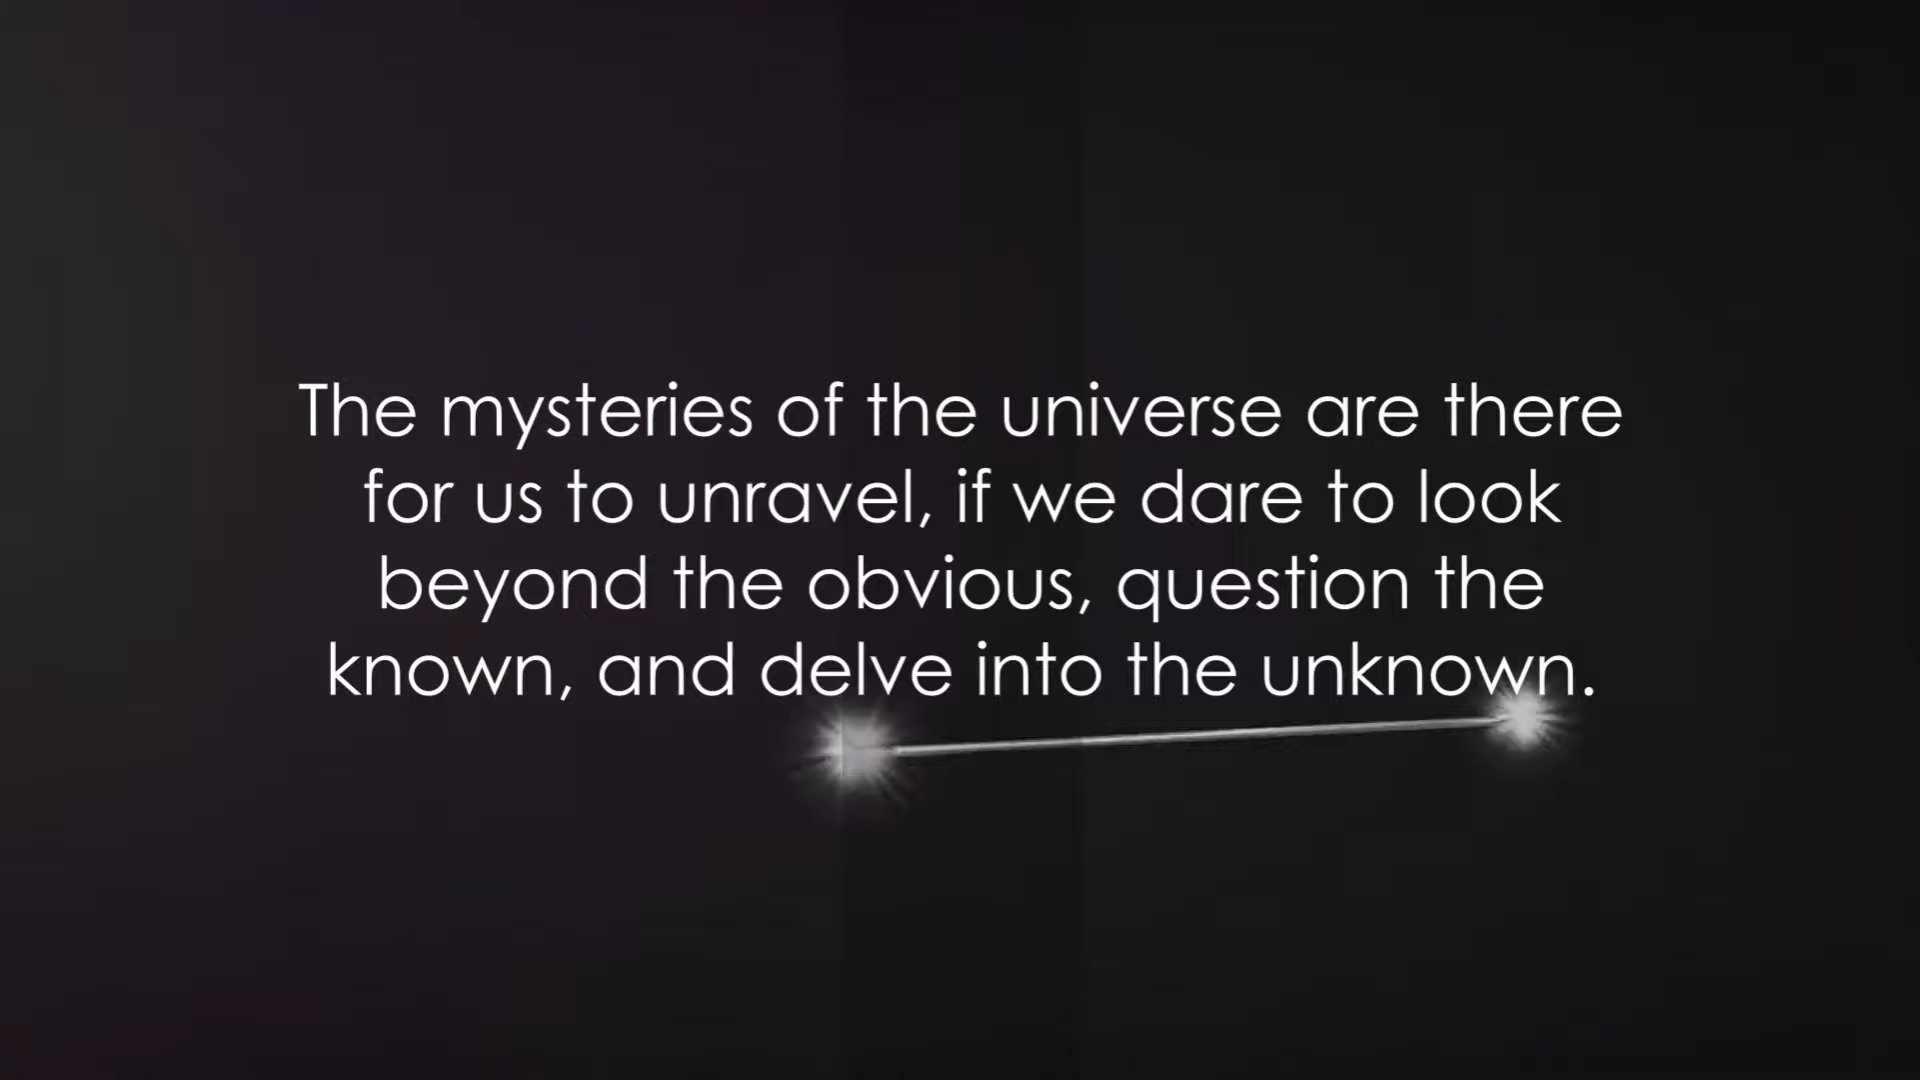 The mysteries of the universe are there
for us to unravel, if we dare to look
beyond the obvious, question the
known, and delve into the unknown.